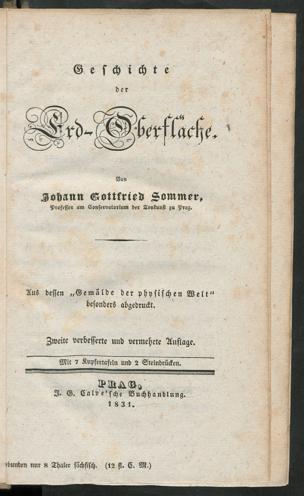 Geschichte
der
Erd-Oberfläche.
Von
Johann Gottfried Sommer,
Professor am Conservatorium der Tonkunst zu Prag.
Aus dessen „Gemälde der physischen Welt“
besonders abgedruckt.
Zweite verbesserte und vermehrte Auflage.
Mit 7 Kupfertafeln und 2 Steindrücken.
PRAG,
J. G. Calve'sche Buchhandlung.
1831.
ebunden nur 8 Thaler sächsisch. (12 fl. C. M.)